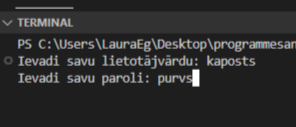 TERMINAL
PS C:\Users\LauraEg\Desktop\programmesan
Ievadi savu lietotājvārdu: kaposts
Ievadi savu paroli: purvs